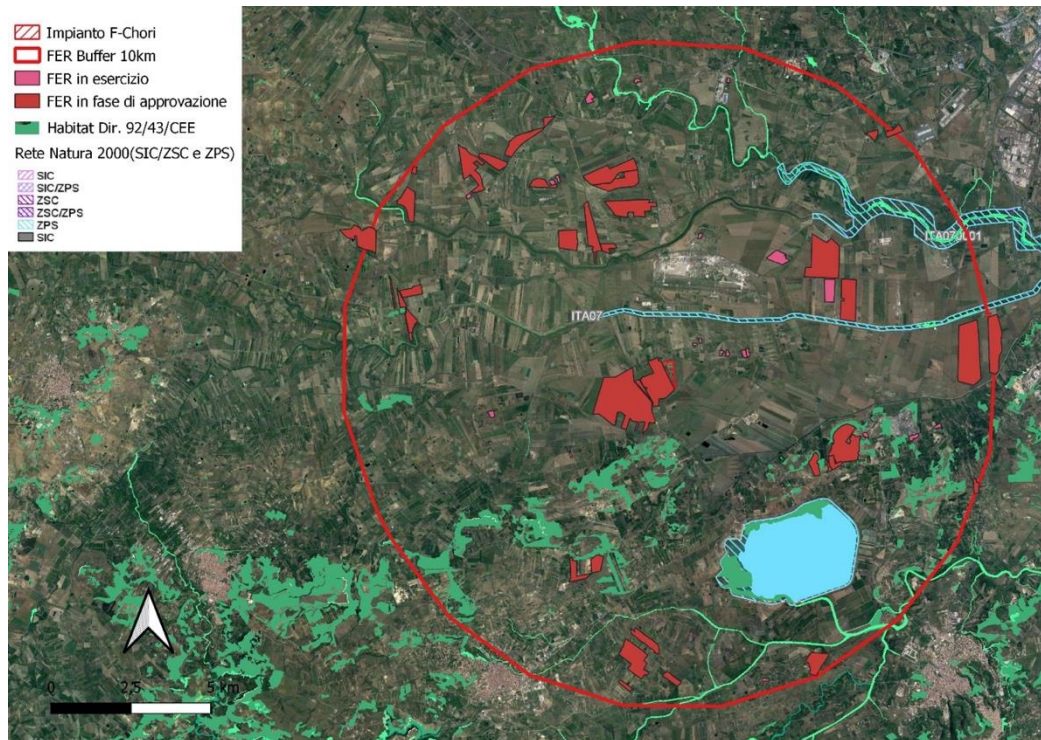 Impianto F-Chori
FER Buffer 10km
FER in esercizio
FER in fase di approvazione
Habitat Dir. 92/43/CEE
Rete Natura 2000(SIC/ZSC e ZPS)
SIC
SIC/ZPS
ZSC
ZSC/ZPS
ZPS
SIC
ITA070001
ITA07
0 2,5 5 km